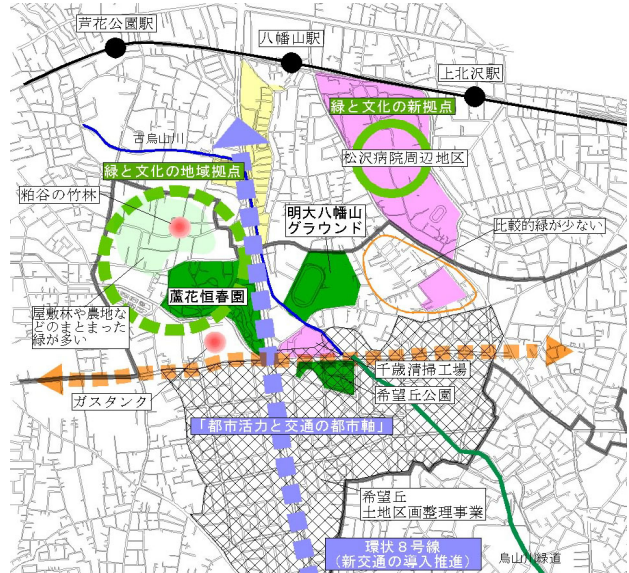 芦花公園駅
八幡山駅
上北沢駅
緑と文化の新拠点
松沢病院周辺地区
古烏山川
緑と文化の地域拠点
粕谷の竹林
明大八幡山
グラウンド
比較的緑が少ない
蘆花恒春園
屋敷林や農地な
どのまとまった
緑が多い
千歳清掃工場
ガスタンク
希望丘公園
「都市活力と交通の都市軸」
希望丘
土地区画整理事業
環状8号線
(新交通の導入推進)
烏山川緑道